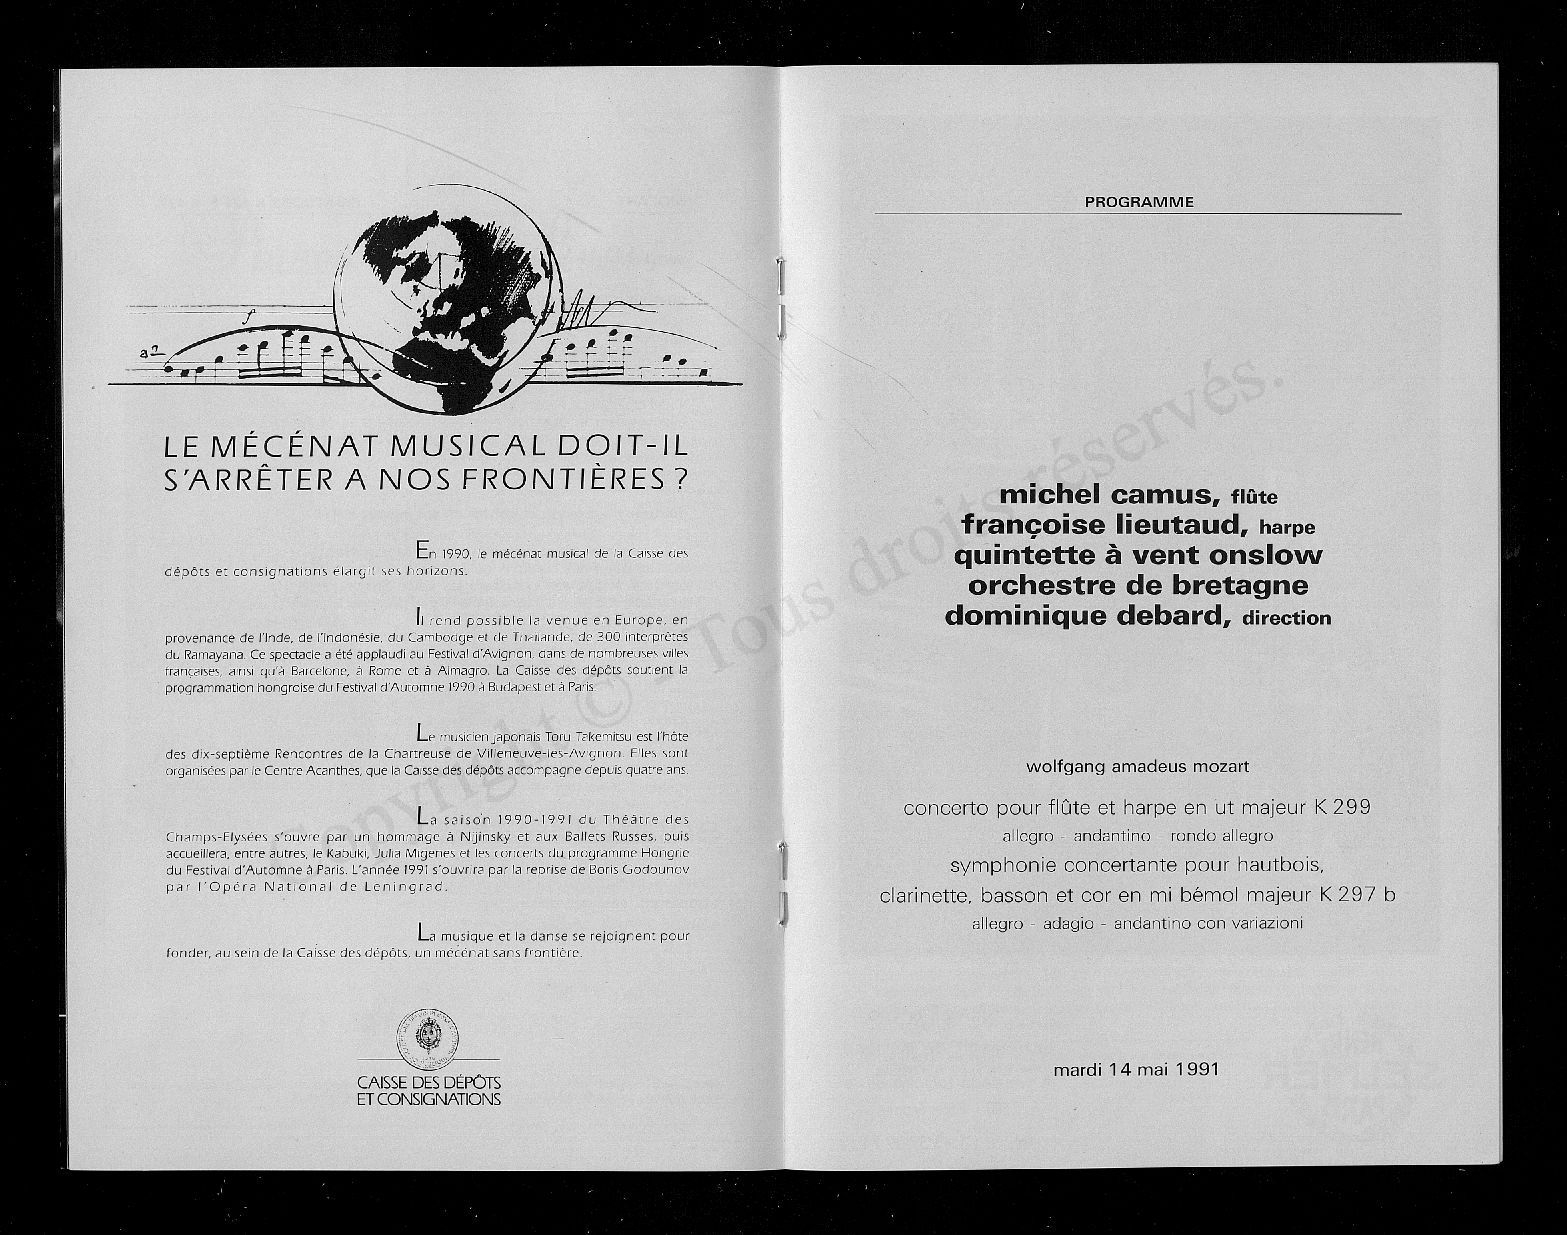 f
a2
LE MÉCÉNAT MUSICAL DOIT-IL
S'ARRÊTER A NOS FRONTIÈRES ?
En 1990, le mécénat musical de la Caisse des
dépôts et consignations élargit ses horizons.
Il rend possible la venue en Europe, en
provenance de l'Inde, de l'Indonésie, du Cambodge et de Thaïlande, de 300 interprètes
du Ramayana. Ce spectacle a été applaudi au Festival d'Avignon, dans de nombreuses villes
françaises, ainsi qu'à Barcelone, à Rome et à Almagro. La Caisse des dépôts soutient la
programmation hongroise du Festival d'Automne 1990 à Budapest et à Paris.
Le musicien japonais Toru Takemitsu est l'hôte
des dix-septième Rencontres de la Chartreuse de Villeneuve-les-Avignon. Elles sont
organisées par le Centre Acanthes, que la Caisse des dépôts accompagne depuis quatre ans.
La saison 1990-1991 du Théâtre des
Champs-Elysées s'ouvre par un hommage à Nijinsky et aux Ballets Russes, puis
accueillera, entre autres, le Kabuki, Julia Migenes et les concerts du programme Hongrie
du Festival d'Automne à Paris. L'année 1991 s'ouvrira par la reprise de Boris Godounov
par l'Opéra National de Leningrad.
La musique et la danse se rejoignent pour
fonder, au sein de la Caisse des dépôts, un mécénat sans frontière.
CAISSE DES DÉPÔTS
ET CONSIGNATIONS
PROGRAMME
michel camus, flûte
françoise lieutaud, harpe
quintette à vent onslow
orchestre de bretagne
dominique debard, direction
wolfgang amadeus mozart
concerto pour flûte et harpe en ut majeur K 299
allegro - andantino - rondo allegro
symphonie concertante pour hautbois,
clarinette, basson et cor en mi bémol majeur K 297 b
allegro - adagio - andantino con variazioni
mardi 14 mai 1991
Copyright © Tous droits réservés.